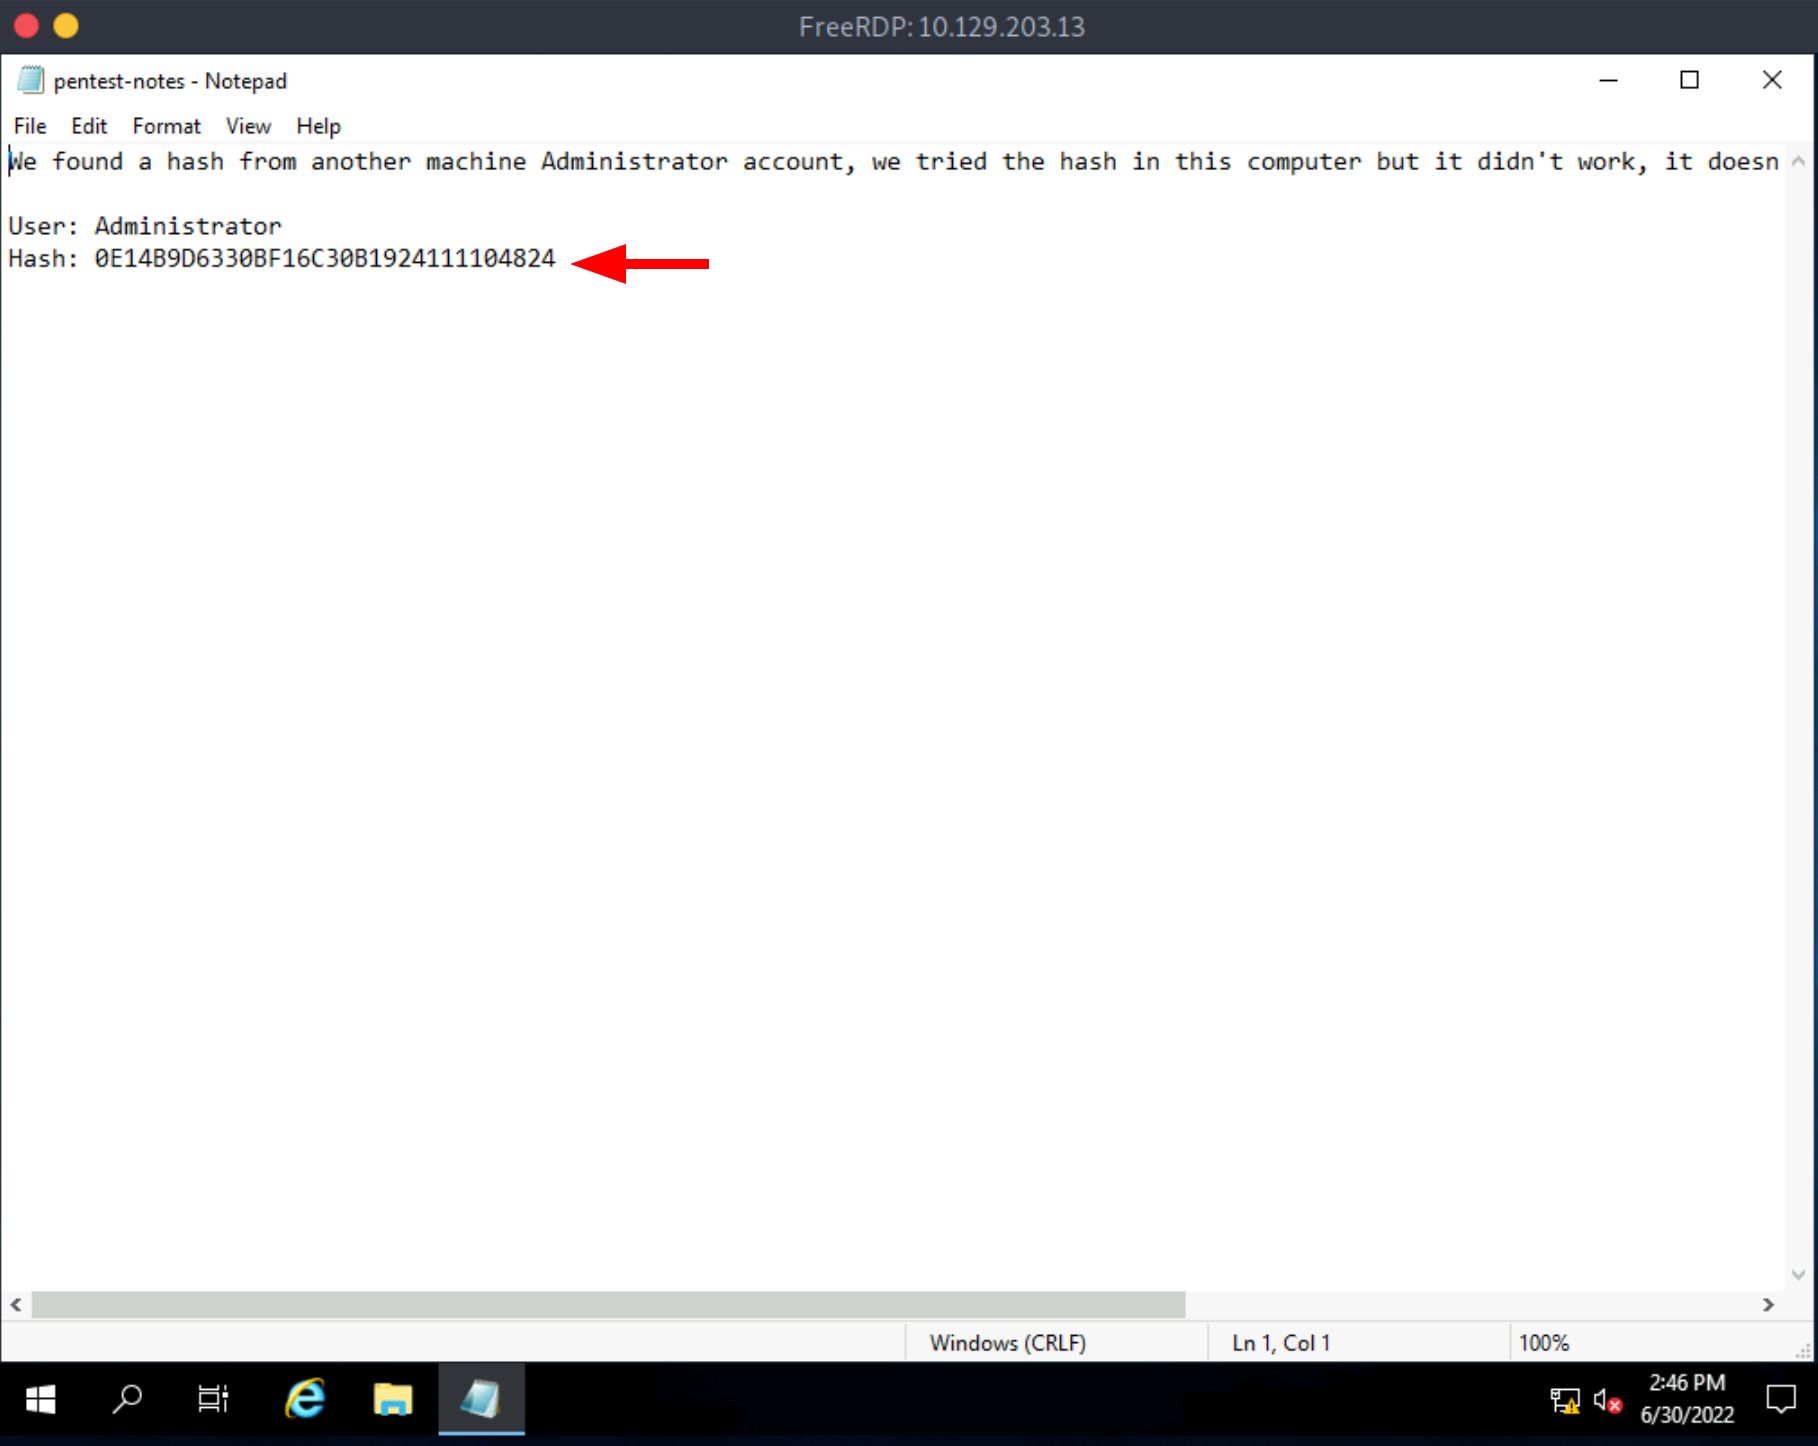 FreeRDP: 10.129.203.13
pentest-notes - Notepad
File Edit Format View Help
We found a hash from another machine Administrator account, we tried the hash in this computer but it didn't work, it doesn
User: Administrator
Hash: 0E14B9D6330BF16C30B1924111104824
Windows (CRLF) Ln 1, Col 1 100%
2:46 PM
6/30/2022